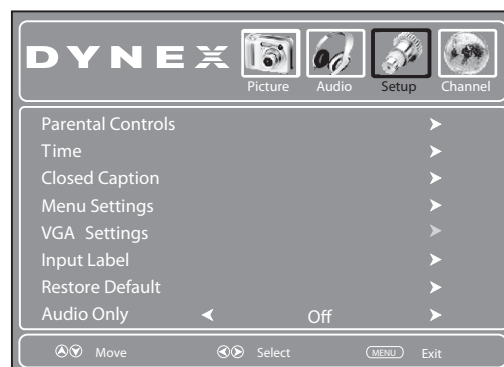 DYNEX
Picture Audio Setup Channel
Parental Controls
Time
Closed Caption
Menu Settings
VGA Settings
Input Label
Restore Default
Audio Only Off
Move Select MENU Exit